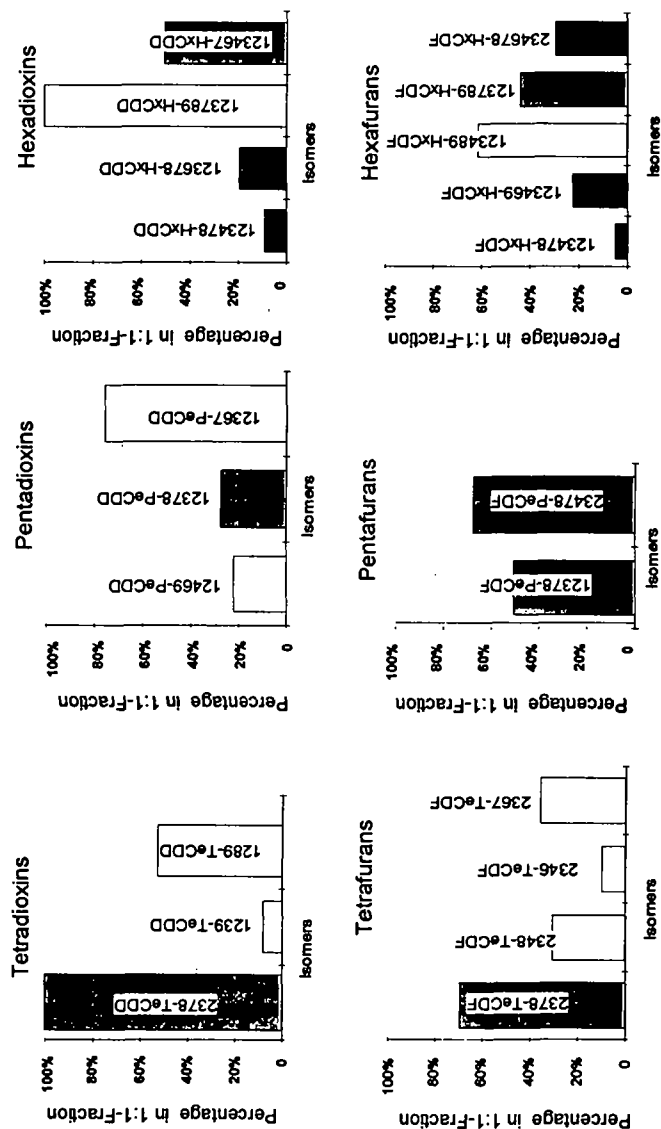 Tetradioxins
Percentage in 1:1-Fraction
100%
80%
60%
40%
20%
0
2378-TeCDD
1239-TeCDD
1289-TeCDD
Isomers
Pentadioxins
Percentage in 1:1-Fraction
100%
80%
60%
40%
20%
0
12469-PeCDD
12378-PeCDD
12367-PeCDD
Isomers
Hexadioxins
Percentage in 1:1-Fraction
100%
80%
60%
40%
20%
0
123478-HxCDD
123678-HxCDD
123789-HxCDD
123467-HxCDD
Isomers
Tetrafurans
Percentage in 1:1-Fraction
100%
80%
60%
40%
20%
0
2378-TeCDF
2348-TeCDF
2346-TeCDF
2367-TeCDF
Isomers
Pentafurans
Percentage in 1:1-Fraction
100%
80%
60%
40%
20%
0
12378-PeCDF
23478-PeCDF
Isomers
Hexafurans
Percentage in 1:1-Fraction
100%
80%
60%
40%
20%
0
123478-HxCDF
123469-HxCDF
123489-HxCDF
123789-HxCDF
234678-HxCDF
Isomers